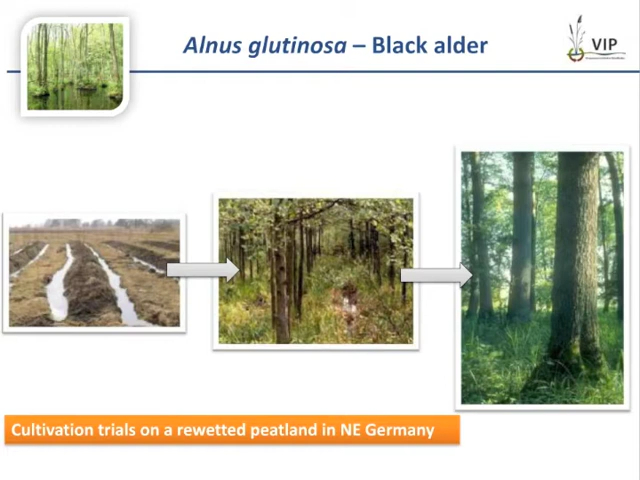 Alnus glutinosa – Black alder
VIP
Cultivation trials on a rewetted peatland in NE Germany